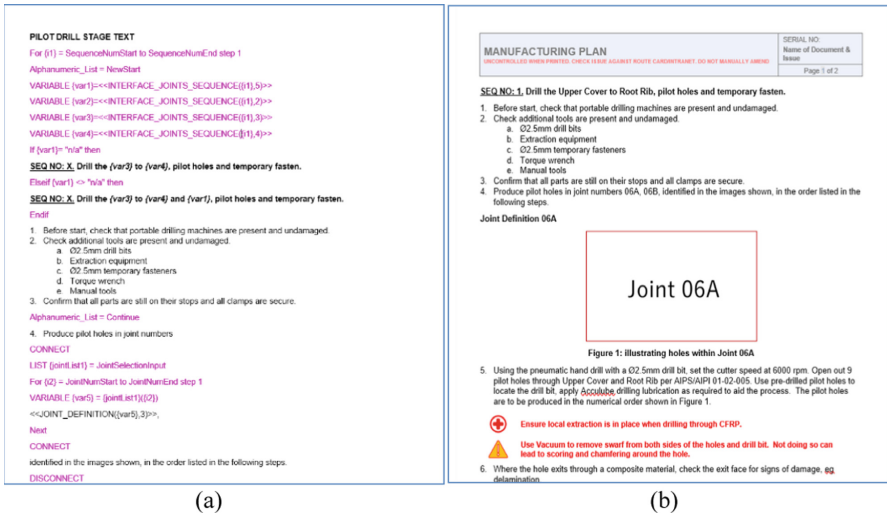 PILOT DRILL STAGE TEXT
For {i1} = SequenceNumStart to SequenceNumEnd step 1
Alphanumeric_List = NewStart
VARIABLE {var1}=<<INTERFACE_JOINTS_SEQUENCE({i1},5)>>
VARIABLE {var2}=<<INTERFACE_JOINTS_SEQUENCE({i1},2)>>
VARIABLE {var3}=<<INTERFACE_JOINTS_SEQUENCE({i1},3)>>
VARIABLE {var4}=<<INTERFACE_JOINTS_SEQUENCE({i1},4)>>
If {var1}= "n/a" then
SEQ NO: X. Drill the {var3} to {var4}, pilot holes and temporary fasten.
Elseif {var1} <> "n/a" then
SEQ NO: X. Drill the {var3} to {var4} and {var1}, pilot holes and temporary fasten.
Endif
1. Before start, check that portable drilling machines are present and undamaged.
2. Check additional tools are present and undamaged.
a. Ø2.5mm drill bits
b. Extraction equipment
c. Ø2.5mm temporary fasteners
d. Torque wrench
e. Manual tools
3. Confirm that all parts are still on their stops and all clamps are secure.
Alphanumeric_List = Continue
4. Produce pilot holes in joint numbers
CONNECT
LIST {jointList1} = JointSelectionInput
For {i2} = JointNumStart to JointNumEnd step 1
VARIABLE {var5} = {jointList1}({i2})
<<JOINT_DEFINITION({var5},3)>>,
Next
CONNECT
identified in the images shown, in the order listed in the following steps.
DISCONNECT
(a)
MANUFACTURING PLAN
UNCONTROLLED WHEN PRINTED. CHECK ISSUE AGAINST ROUTE CARD/INTRANET. DO NOT MANUALLY AMEND
SERIAL NO:
Name of Document &
Issue
Page 1 of 2
SEQ NO: 1. Drill the Upper Cover to Root Rib, pilot holes and temporary fasten.
1. Before start, check that portable drilling machines are present and undamaged.
2. Check additional tools are present and undamaged.
a. Ø2.5mm drill bits
b. Extraction equipment
c. Ø2.5mm temporary fasteners
d. Torque wrench
e. Manual tools
3. Confirm that all parts are still on their stops and all clamps are secure.
4. Produce pilot holes in joint numbers 06A, 06B, identified in the images shown, in the order listed in the
following steps.
Joint Definition 06A
Joint 06A
Figure 1: illustrating holes within Joint 06A
5. Using the pneumatic hand drill with a Ø2.5mm drill bit, set the cutter speed at 6000 rpm. Open out 9
pilot holes through Upper Cover and Root Rib per AIPS/AIPI 01-02-005. Use pre-drilled pilot holes to
locate the drill bit, apply Acculube drilling lubrication as required to aid the process. The pilot holes
are to be produced in the numerical order shown in Figure 1.
Ensure local extraction is in place when drilling through CFRP.
Use Vacuum to remove swarf from both sides of the holes and drill bit. Not doing so can
lead to scoring and chamfering around the hole.
6. Where the hole exits through a composite material, check the exit face for signs of damage, eg
delamination
(b)